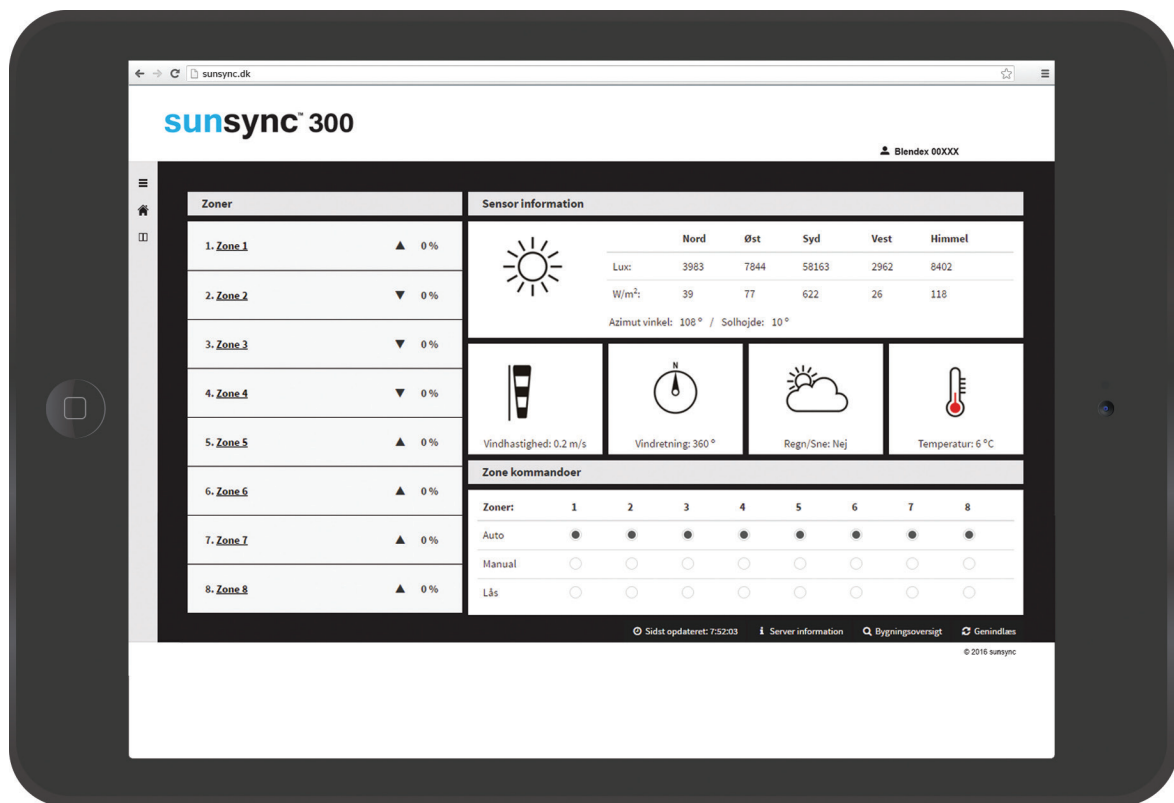 sunsync.dk
sunsync™ 300
Blendex 00XXX
Zoner
1. Zone 1 ▲ 0 %
2. Zone 2 ▼ 0 %
3. Zone 3 ▼ 0 %
4. Zone 4 ▼ 0 %
5. Zone 5 ▲ 0 %
6. Zone 6 ▲ 0 %
7. Zone 7 ▲ 0 %
8. Zone 8 ▲ 0 %
Sensor information
Nord Øst Syd Vest Himmel
Lux: 3983 7844 58163 2962 8402
W/m²: 39 77 622 26 118
Azimut vinkel: 108 ° / Solhøjde: 10 °
N
Vindhastighed: 0.2 m/s Vindretning: 360 ° Regn/Sne: Nej Temperatur: 6 °C
Zone kommandoer
Zoner: 1 2 3 4 5 6 7 8
Auto
Manual
Lås
Sidst opdateret: 7:52:03 Server information Bygningsoversigt Genindlæs
© 2016 sunsync